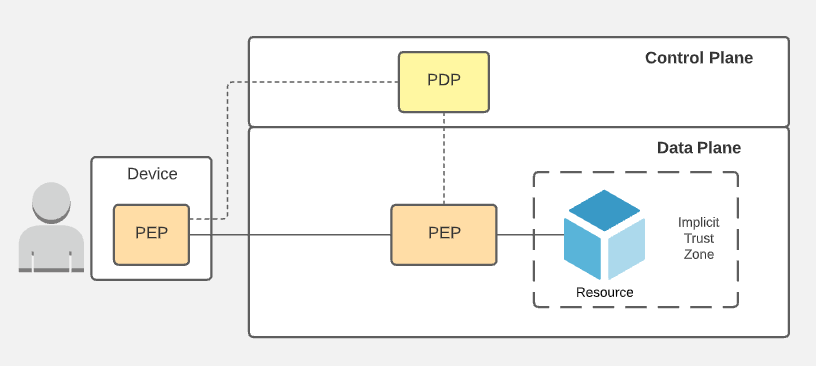 Control Plane
PDP
Data Plane
Device
PEP
PEP
Implicit
Trust
Zone
Resource